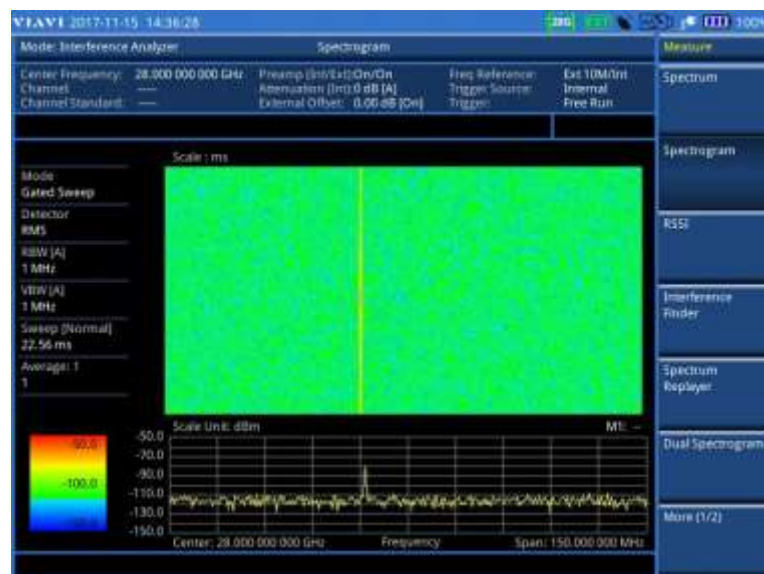 VIAVI 2017-11-15 14:36:28
100%
Mode: Interference Analyzer
Spectrogram
Measure
Center Frequency: 28.000 000 000 GHz
Channel: ----
Channel Standard: ----
Preamp (Int/Ext):On/On
Attenuation (Int):0 dB [A]
External Offset: 0.00 dB [On]
Freq Reference: Ext 10M/Int
Trigger Source: Internal
Trigger: Free Run
Spectrum
Spectrogram
RSSI
Interference
Finder
Spectrum
Replayer
Dual Spectrogram
More (1/2)
Scale : ms
Mode
Gated Sweep
Detector
RMS
RBW [A]
1 MHz
VBW [A]
1 MHz
Sweep [Normal]
22.56 ms
Average: 1
1
Scale Unit: dBm
M1: --
-50.0
-100.0
-50.0
-70.0
-90.0
-110.0
-130.0
-150.0
Center: 28.000 000 000 GHz
Frequency
Span: 150.000 000 MHz